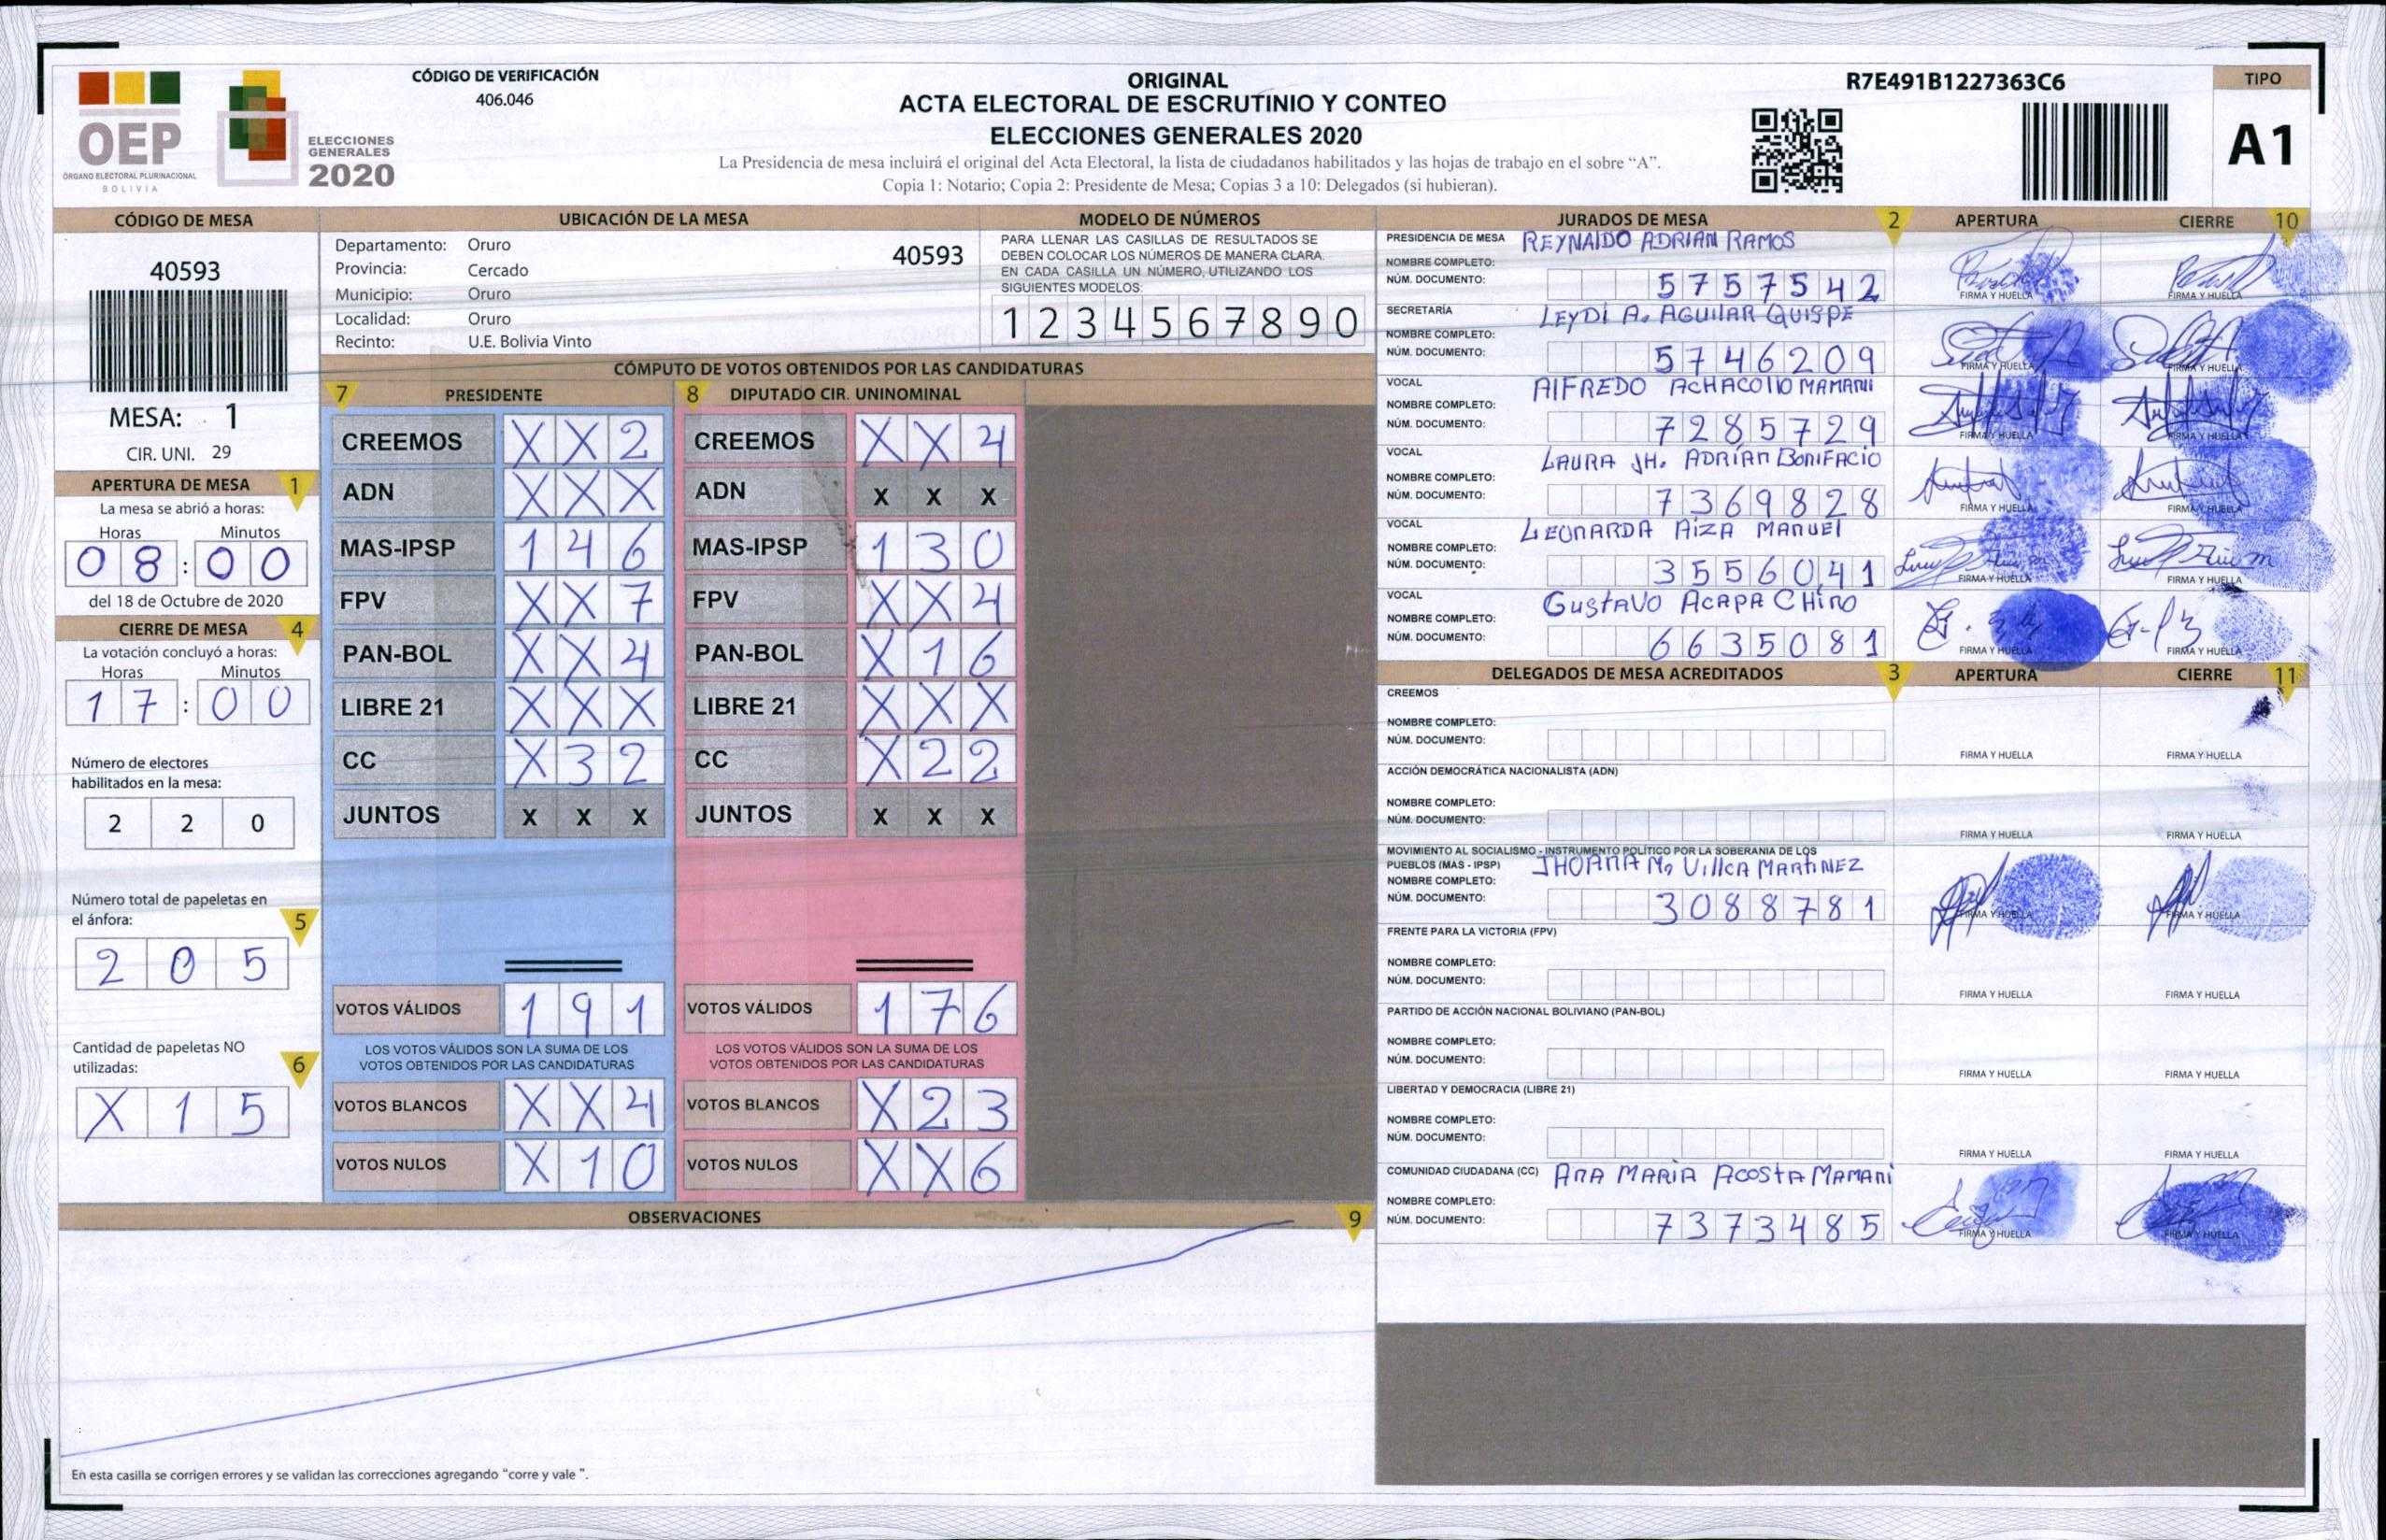 OEP
ÓRGANO ELECTORAL PLURINACIONAL
BOLIVIA
ELECCIONES
GENERALES
2020
CÓDIGO DE VERIFICACIÓN
406.046
ORIGINAL
ACTA ELECTORAL DE ESCRUTINIO Y CONTEO
ELECCIONES GENERALES 2020
La Presidencia de mesa incluirá el original del Acta Electoral, la lista de ciudadanos habilitados y las hojas de trabajo en el sobre “A”.
Copia 1: Notario; Copia 2: Presidente de Mesa; Copias 3 a 10: Delegados (si hubieran).
R7E491B1227363C6
TIPO
A1
CÓDIGO DE MESA
40593
MESA: 1
CIR. UNI. 29
APERTURA DE MESA 1
La mesa se abrió a horas:
Horas Minutos
08:00
del 18 de Octubre de 2020
CIERRE DE MESA 4
La votación concluyó a horas:
Horas Minutos
17:00
Número de electores
habilitados en la mesa:
2 2 0
Número total de papeletas en
el ánfora: 5
2 0 5
Cantidad de papeletas NO
utilizadas: 6
X 1 5
UBICACIÓN DE LA MESA
Departamento: Oruro
40593
Provincia: Cercado
Municipio: Oruro
Localidad: Oruro
Recinto: U.E. Bolivia Vinto
MODELO DE NÚMEROS
PARA LLENAR LAS CASILLAS DE RESULTADOS SE
DEBEN COLOCAR LOS NÚMEROS DE MANERA CLARA.
EN CADA CASILLA UN NÚMERO, UTILIZANDO LOS
SIGUIENTES MODELOS:
1 2 3 4 5 6 7 8 9 0
CÓMPUTO DE VOTOS OBTENIDOS POR LAS CANDIDATURAS
7 PRESIDENTE
CREEMOS X X 2
ADN X X X
MAS-IPSP 1 4 6
FPV X X 7
PAN-BOL X X 4
LIBRE 21 X X X
CC X 3 2
JUNTOS X X X
VOTOS VÁLIDOS 1 9 1
LOS VOTOS VÁLIDOS SON LA SUMA DE LOS
VOTOS OBTENIDOS POR LAS CANDIDATURAS
VOTOS BLANCOS X X 4
VOTOS NULOS X 1 0
8 DIPUTADO CIR. UNINOMINAL
CREEMOS X X 4
ADN X X X
MAS-IPSP 1 3 0
FPV X X 4
PAN-BOL X 1 6
LIBRE 21 X X X
CC X 2 2
JUNTOS X X X
VOTOS VÁLIDOS 1 7 6
LOS VOTOS VÁLIDOS SON LA SUMA DE LOS
VOTOS OBTENIDOS POR LAS CANDIDATURAS
VOTOS BLANCOS X 2 3
VOTOS NULOS X X 6
OBSERVACIONES 9
En esta casilla se corrigen errores y se validan las correcciones agregando “corre y vale ”.
JURADOS DE MESA 2 APERTURA CIERRE 10
PRESIDENCIA DE MESA REYNALDO ADRIAN RAMOS
NOMBRE COMPLETO:
NÚM. DOCUMENTO: 5757542
FIRMA Y HUELLA FIRMA Y HUELLA
SECRETARÍA LEYDI A. AGUILAR QUISPE
NOMBRE COMPLETO:
NÚM. DOCUMENTO: 5746209
FIRMA Y HUELLA FIRMA Y HUELLA
VOCAL AlFREDO ACHACOllO MAMANI
NOMBRE COMPLETO:
NÚM. DOCUMENTO: 7285729
FIRMA Y HUELLA FIRMA Y HUELLA
VOCAL LAURA JH. ADRIAN BONIFACIO
NOMBRE COMPLETO:
NÚM. DOCUMENTO: 7369828
FIRMA Y HUELLA FIRMA Y HUELLA
VOCAL LEONARDA AIZA MANUEL
NOMBRE COMPLETO:
NÚM. DOCUMENTO: 3556041
FIRMA Y HUELLA FIRMA Y HUELLA
VOCAL GUSTAVO ACAPA CHINO
NOMBRE COMPLETO:
NÚM. DOCUMENTO: 6635081
FIRMA Y HUELLA FIRMA Y HUELLA
DELEGADOS DE MESA ACREDITADOS 3 APERTURA CIERRE 11
CREEMOS
NOMBRE COMPLETO:
NÚM. DOCUMENTO:
FIRMA Y HUELLA FIRMA Y HUELLA
ACCIÓN DEMOCRÁTICA NACIONALISTA (ADN)
NOMBRE COMPLETO:
NÚM. DOCUMENTO:
FIRMA Y HUELLA FIRMA Y HUELLA
MOVIMIENTO AL SOCIALISMO - INSTRUMENTO POLÍTICO POR LA SOBERANIA DE LOS
PUEBLOS (MAS - IPSP) JHOANA M. VillCA MARTINEZ
NOMBRE COMPLETO:
NÚM. DOCUMENTO: 3088781
FIRMA Y HUELLA FIRMA Y HUELLA
FRENTE PARA LA VICTORIA (FPV)
NOMBRE COMPLETO:
NÚM. DOCUMENTO:
FIRMA Y HUELLA FIRMA Y HUELLA
PARTIDO DE ACCIÓN NACIONAL BOLIVIANO (PAN-BOL)
NOMBRE COMPLETO:
NÚM. DOCUMENTO:
FIRMA Y HUELLA FIRMA Y HUELLA
LIBERTAD Y DEMOCRACIA (LIBRE 21)
NOMBRE COMPLETO:
NÚM. DOCUMENTO:
FIRMA Y HUELLA FIRMA Y HUELLA
COMUNIDAD CIUDADANA (CC) ANA MARIA ACOSTA MAMANI
NOMBRE COMPLETO:
NÚM. DOCUMENTO: 7373485
FIRMA Y HUELLA FIRMA Y HUELLA